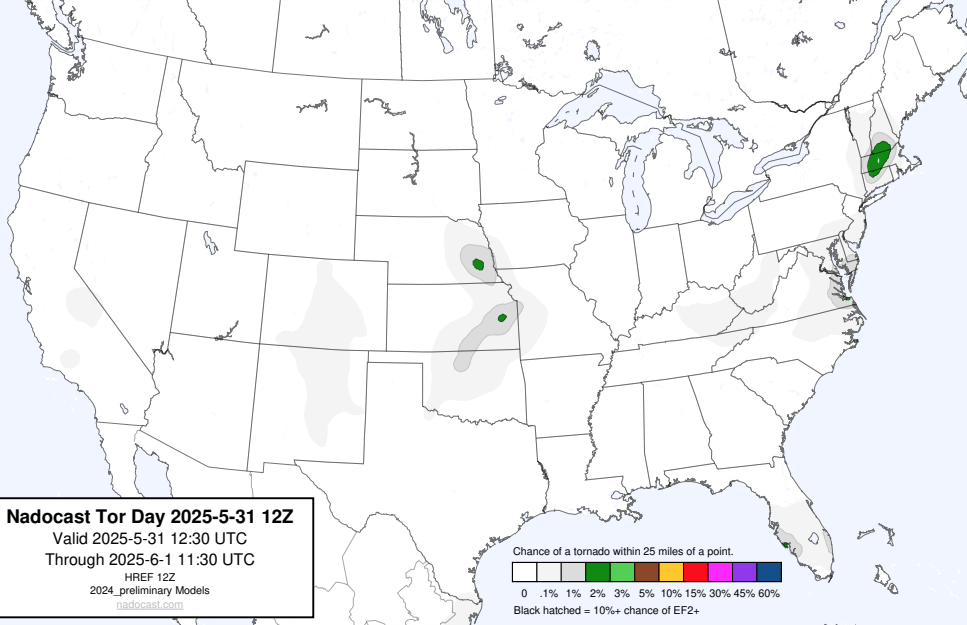 Nadocast Tor Day 2025-5-31 12Z
Valid 2025-5-31 12:30 UTC
Through 2025-6-1 11:30 UTC
HREF 12Z
2024_preliminary Models
nadocast.com
Chance of a tornado within 25 miles of a point.
0 .1% 1% 2% 3% 5% 10% 15% 30% 45% 60%
Black hatched = 10%+ chance of EF2+